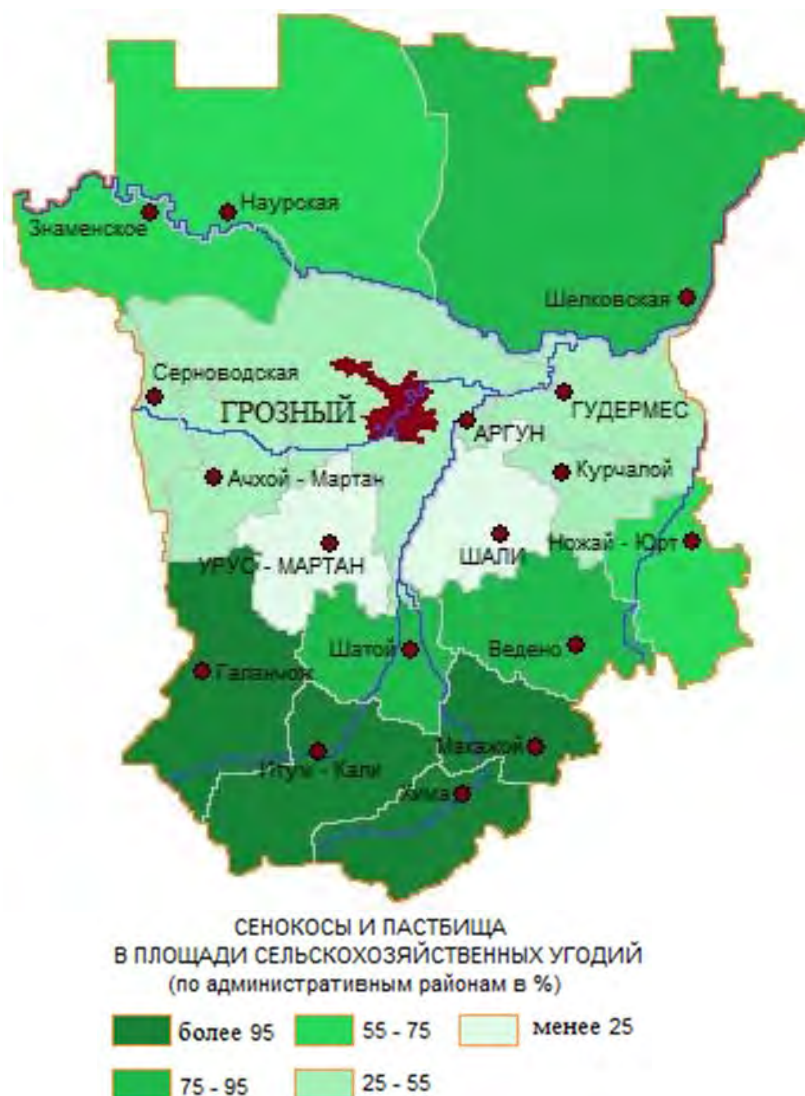 Наурская
Знаменское
Шелковская
Серноводская
ГРОЗНЫЙ
ГУДЕРМЕС
АРГУН
Ачхой - Мартан
Курчалой
УРУС - МАРТАН
ШАЛИ
Ножай - Юрт
Шатой
Ведено
Галанчож
Макажой
Итум - Кали
Хима
СЕНОКОСЫ И ПАСТБИЩА
В ПЛОЩАДИ СЕЛЬСКОХОЗЯЙСТВЕННЫХ УГОДИЙ
(по административным районам в %)
более 95 55 - 75 менее 25
75 - 95 25 - 55